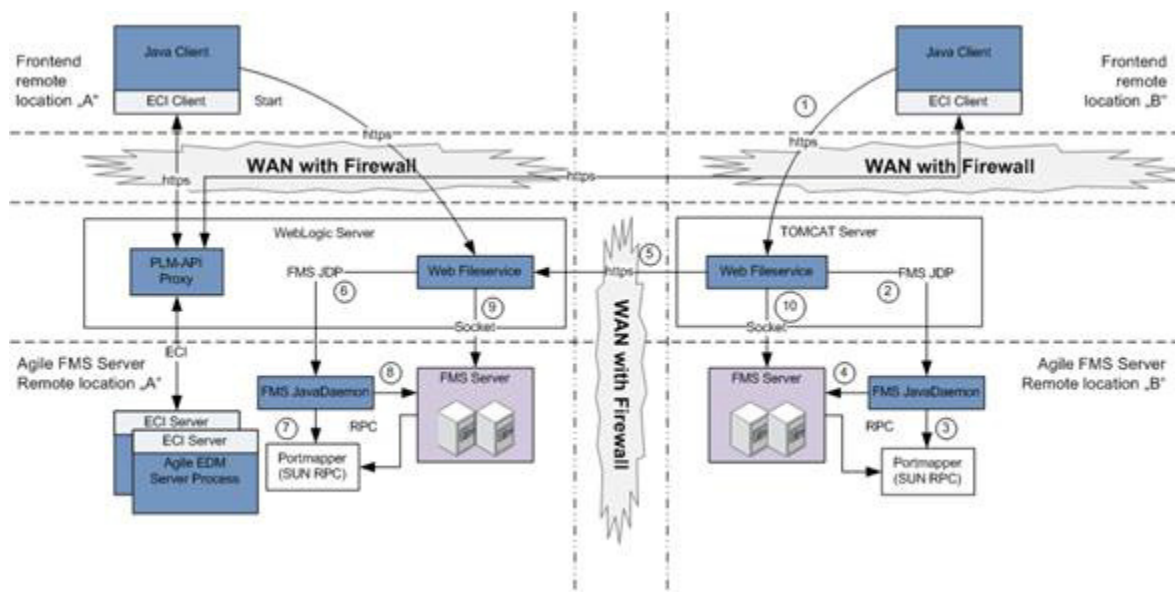 Frontend
remote
location „A“
Java Client
ECI Client
Start
https
https
WAN with Firewall
https
Java Client
ECI Client
Frontend
remote
location „B“
1
https
WAN with Firewall
WebLogic Server
PLM-API
Proxy
FMS JDP
6
Web Fileservice
9
Socket
5
https
WAN with Firewall
TOMCAT Server
Web Fileservice
FMS JDP
2
10
Socket
ECI
Agile FMS Server
Remote location „A“
ECI Server
ECI Server
Agile EDM
Server Process
FMS JavaDaemon
8
7
RPC
Portmapper
(SUN RPC)
FMS Server
FMS Server
4
FMS JavaDaemon
RPC
3
Portmapper
(SUN RPC)
Agile FMS Server
Remote location „B“